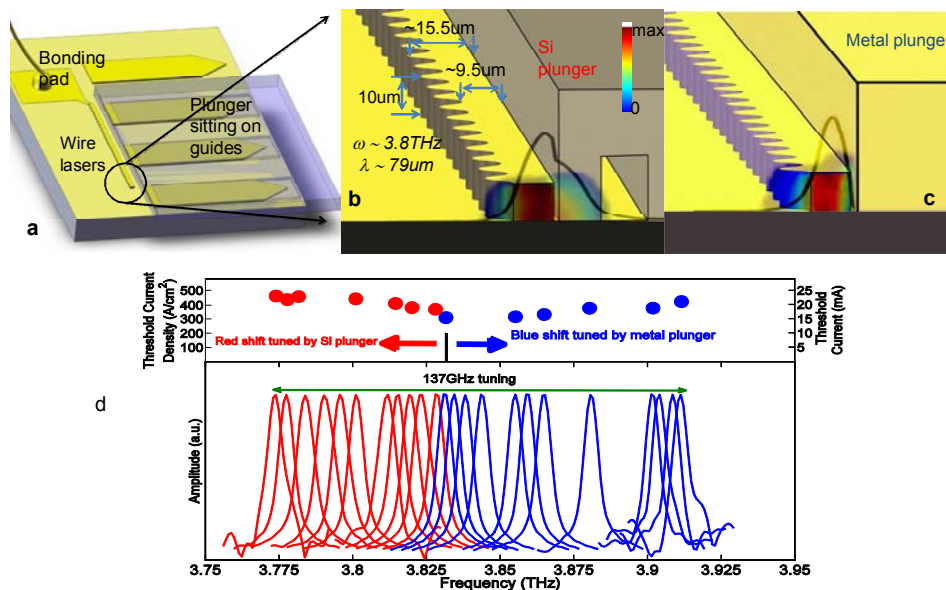 Bonding
pad
Plunger
sitting on
guides
Wire
lasers
a
~15.5um
~9.5um
10um
ω ~ 3.8THz
λ ~ 79um
Si
plunger
max
0
b
Metal plunge
c
Threshold Current
Density (A/cm²)
500
400
300
200
100
25
20
15
10
5
Threshold
Current (mA)
Red shift tuned by Si plunger
Blue shift tuned by metal plunger
d
137GHz tuning
Amplitude (a.u.)
3.75
3.775
3.8
3.825
3.85
3.875
3.9
3.925
3.95
Frequency (THz)